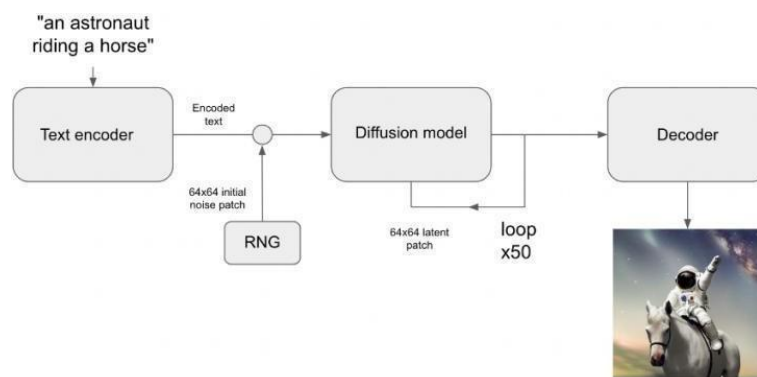 "an astronaut
riding a horse"
Text encoder
Encoded
text
64x64 initial
noise patch
RNG
Diffusion model
64x64 latent
patch
loop
x50
Decoder